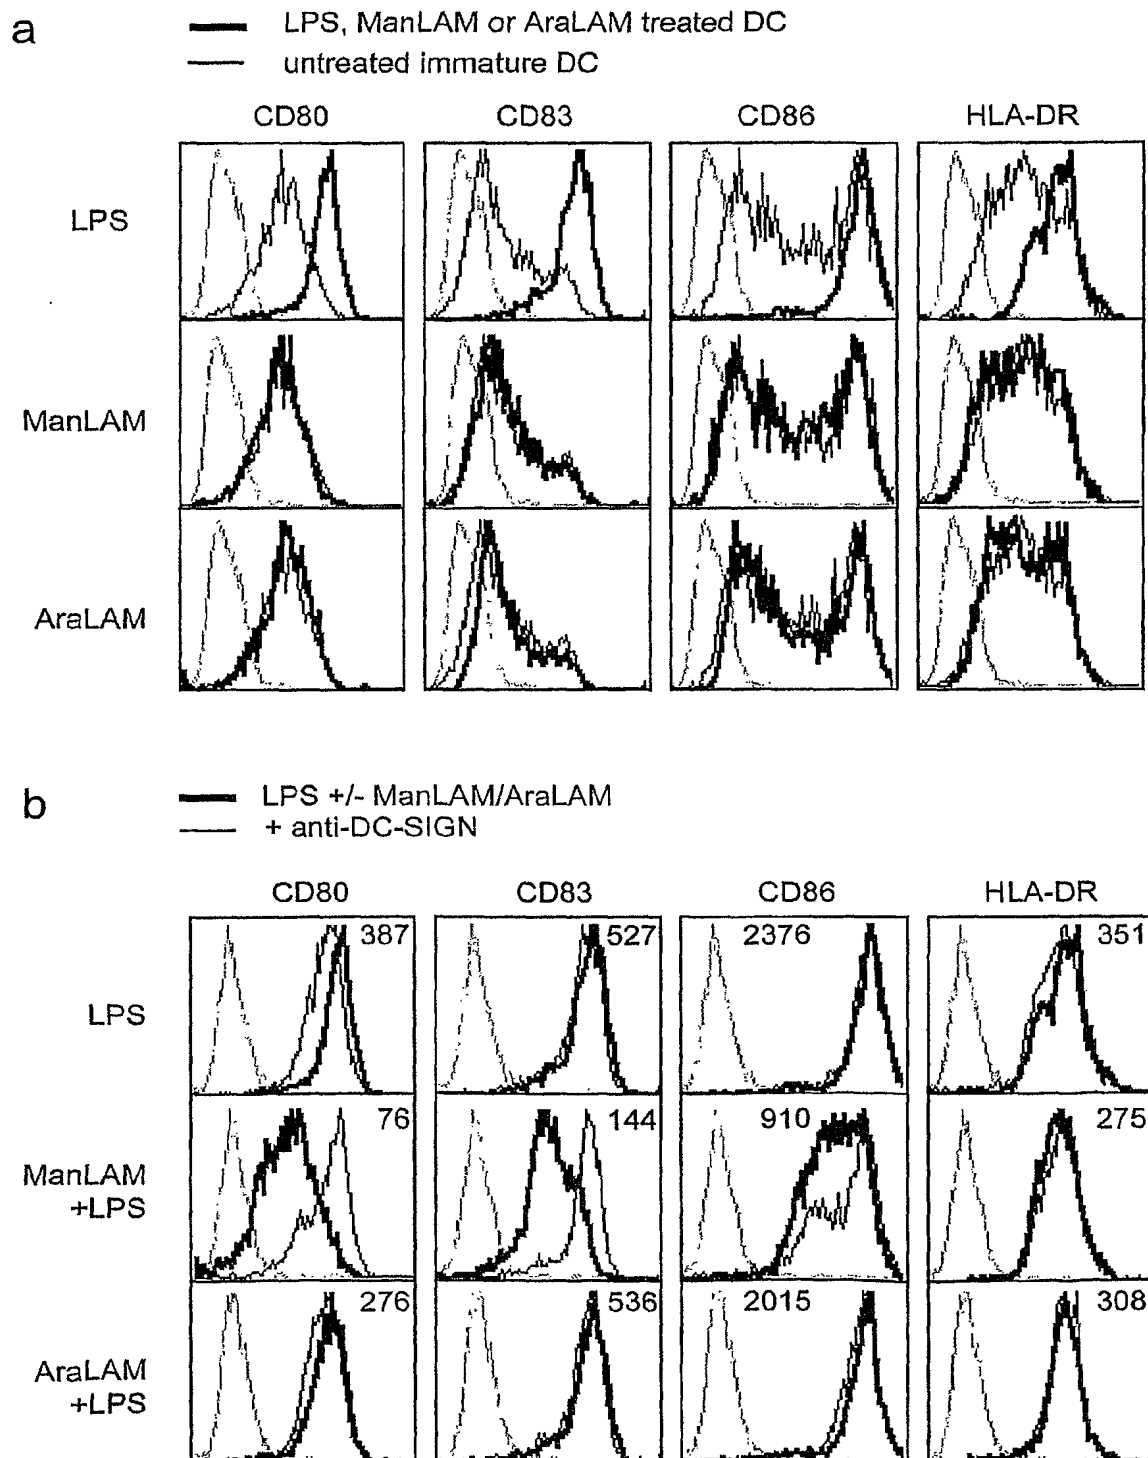 a
LPS, ManLAM or AraLAM treated DC
untreated immature DC
CD80 CD83 CD86 HLA-DR
LPS
ManLAM
AraLAM
b
LPS +/- ManLAM/AraLAM
+ anti-DC-SIGN
CD80 CD83 CD86 HLA-DR
LPS 387 527 2376 351
ManLAM
+LPS
76 144 910 275
AraLAM
+LPS
276 536 2015 308